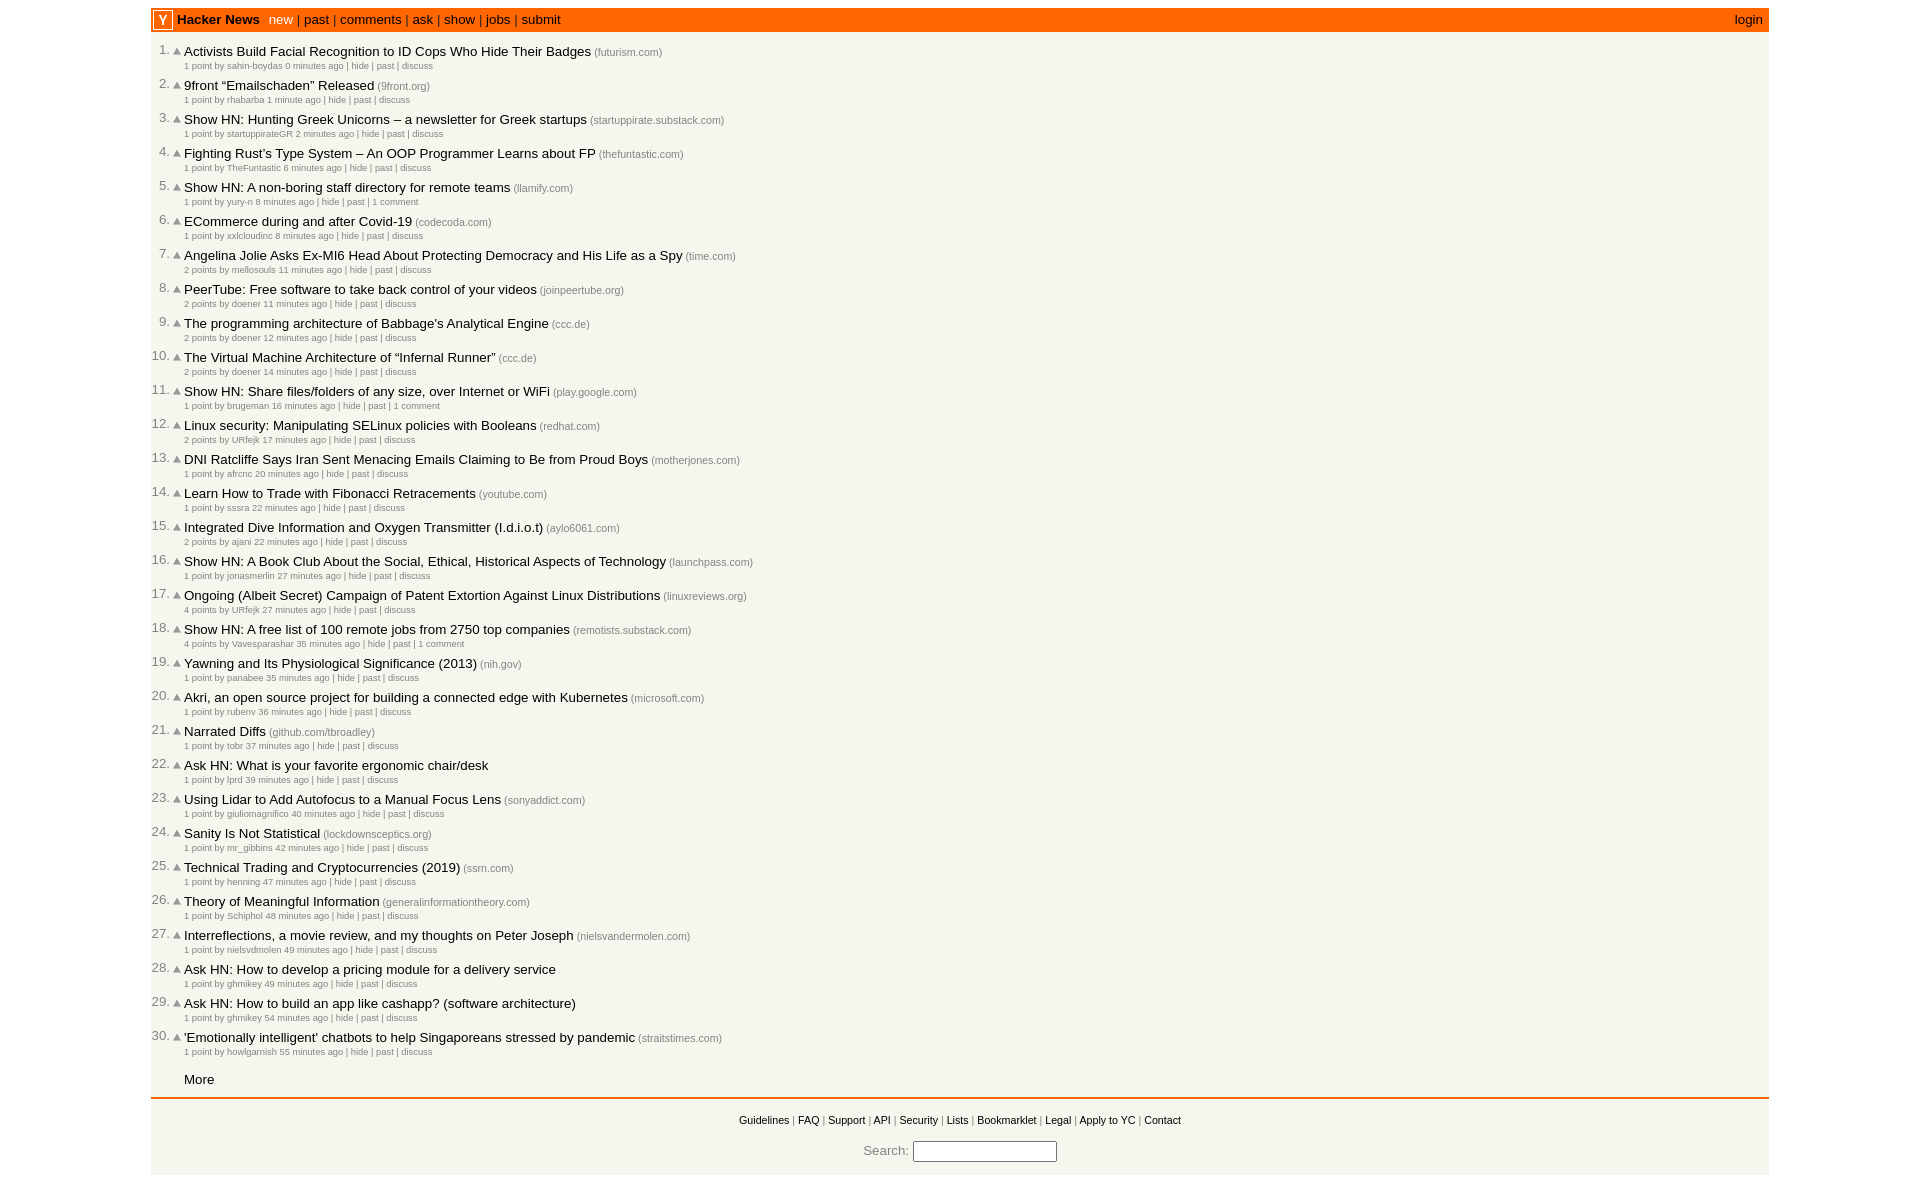 Y Hacker News new | past | comments | ask | show | jobs | submit login
1. Activists Build Facial Recognition to ID Cops Who Hide Their Badges (futurism.com)
1 point by sahin-boydas 0 minutes ago | hide | past | discuss
2. 9front “Emailschaden” Released (9front.org)
1 point by rhabarba 1 minute ago | hide | past | discuss
3. Show HN: Hunting Greek Unicorns – a newsletter for Greek startups (startuppirate.substack.com)
1 point by startuppirateGR 2 minutes ago | hide | past | discuss
4. Fighting Rust's Type System – An OOP Programmer Learns about FP (thefuntastic.com)
1 point by TheFuntastic 6 minutes ago | hide | past | discuss
5. Show HN: A non-boring staff directory for remote teams (llamify.com)
1 point by yury-n 8 minutes ago | hide | past | 1 comment
6. ECommerce during and after Covid-19 (codecoda.com)
1 point by xxlcloudinc 8 minutes ago | hide | past | discuss
7. Angelina Jolie Asks Ex-MI6 Head About Protecting Democracy and His Life as a Spy (time.com)
2 points by mellosouls 11 minutes ago | hide | past | discuss
8. PeerTube: Free software to take back control of your videos (joinpeertube.org)
2 points by doener 11 minutes ago | hide | past | discuss
9. The programming architecture of Babbage's Analytical Engine (ccc.de)
2 points by doener 12 minutes ago | hide | past | discuss
10. The Virtual Machine Architecture of “Infernal Runner” (ccc.de)
2 points by doener 14 minutes ago | hide | past | discuss
11. Show HN: Share files/folders of any size, over Internet or WiFi (play.google.com)
1 point by brugeman 16 minutes ago | hide | past | 1 comment
12. Linux security: Manipulating SELinux policies with Booleans (redhat.com)
2 points by URfejk 17 minutes ago | hide | past | discuss
13. DNI Ratcliffe Says Iran Sent Menacing Emails Claiming to Be from Proud Boys (motherjones.com)
1 point by afrcnc 20 minutes ago | hide | past | discuss
14. Learn How to Trade with Fibonacci Retracements (youtube.com)
1 point by sssra 22 minutes ago | hide | past | discuss
15. Integrated Dive Information and Oxygen Transmitter (I.d.i.o.t) (aylo6061.com)
2 points by ajani 22 minutes ago | hide | past | discuss
16. Show HN: A Book Club About the Social, Ethical, Historical Aspects of Technology (launchpass.com)
1 point by jonasmerlin 27 minutes ago | hide | past | discuss
17. Ongoing (Albeit Secret) Campaign of Patent Extortion Against Linux Distributions (linuxreviews.org)
4 points by URfejk 27 minutes ago | hide | past | discuss
18. Show HN: A free list of 100 remote jobs from 2750 top companies (remotists.substack.com)
4 points by Vavesparashar 35 minutes ago | hide | past | 1 comment
19. Yawning and Its Physiological Significance (2013) (nih.gov)
1 point by panabee 35 minutes ago | hide | past | discuss
20. Akri, an open source project for building a connected edge with Kubernetes (microsoft.com)
1 point by rubenv 36 minutes ago | hide | past | discuss
21. Narrated Diffs (github.com/tbroadley)
1 point by tobr 37 minutes ago | hide | past | discuss
22. Ask HN: What is your favorite ergonomic chair/desk
1 point by lprd 39 minutes ago | hide | past | discuss
23. Using Lidar to Add Autofocus to a Manual Focus Lens (sonyaddict.com)
1 point by giuliomagnifico 40 minutes ago | hide | past | discuss
24. Sanity Is Not Statistical (lockdownsceptics.org)
1 point by mr_gibbins 42 minutes ago | hide | past | discuss
25. Technical Trading and Cryptocurrencies (2019) (ssrn.com)
1 point by henning 47 minutes ago | hide | past | discuss
26. Theory of Meaningful Information (generalinformationtheory.com)
1 point by Schiphol 48 minutes ago | hide | past | discuss
27. Interreflections, a movie review, and my thoughts on Peter Joseph (nielsvandermolen.com)
1 point by nielsvdmolen 49 minutes ago | hide | past | discuss
28. Ask HN: How to develop a pricing module for a delivery service
1 point by ghmikey 49 minutes ago | hide | past | discuss
29. Ask HN: How to build an app like cashapp? (software architecture)
1 point by ghmikey 54 minutes ago | hide | past | discuss
30. 'Emotionally intelligent' chatbots to help Singaporeans stressed by pandemic (straitstimes.com)
1 point by howlgarnish 55 minutes ago | hide | past | discuss
More
Guidelines | FAQ | Support | API | Security | Lists | Bookmarklet | Legal | Apply to YC | Contact
Search: